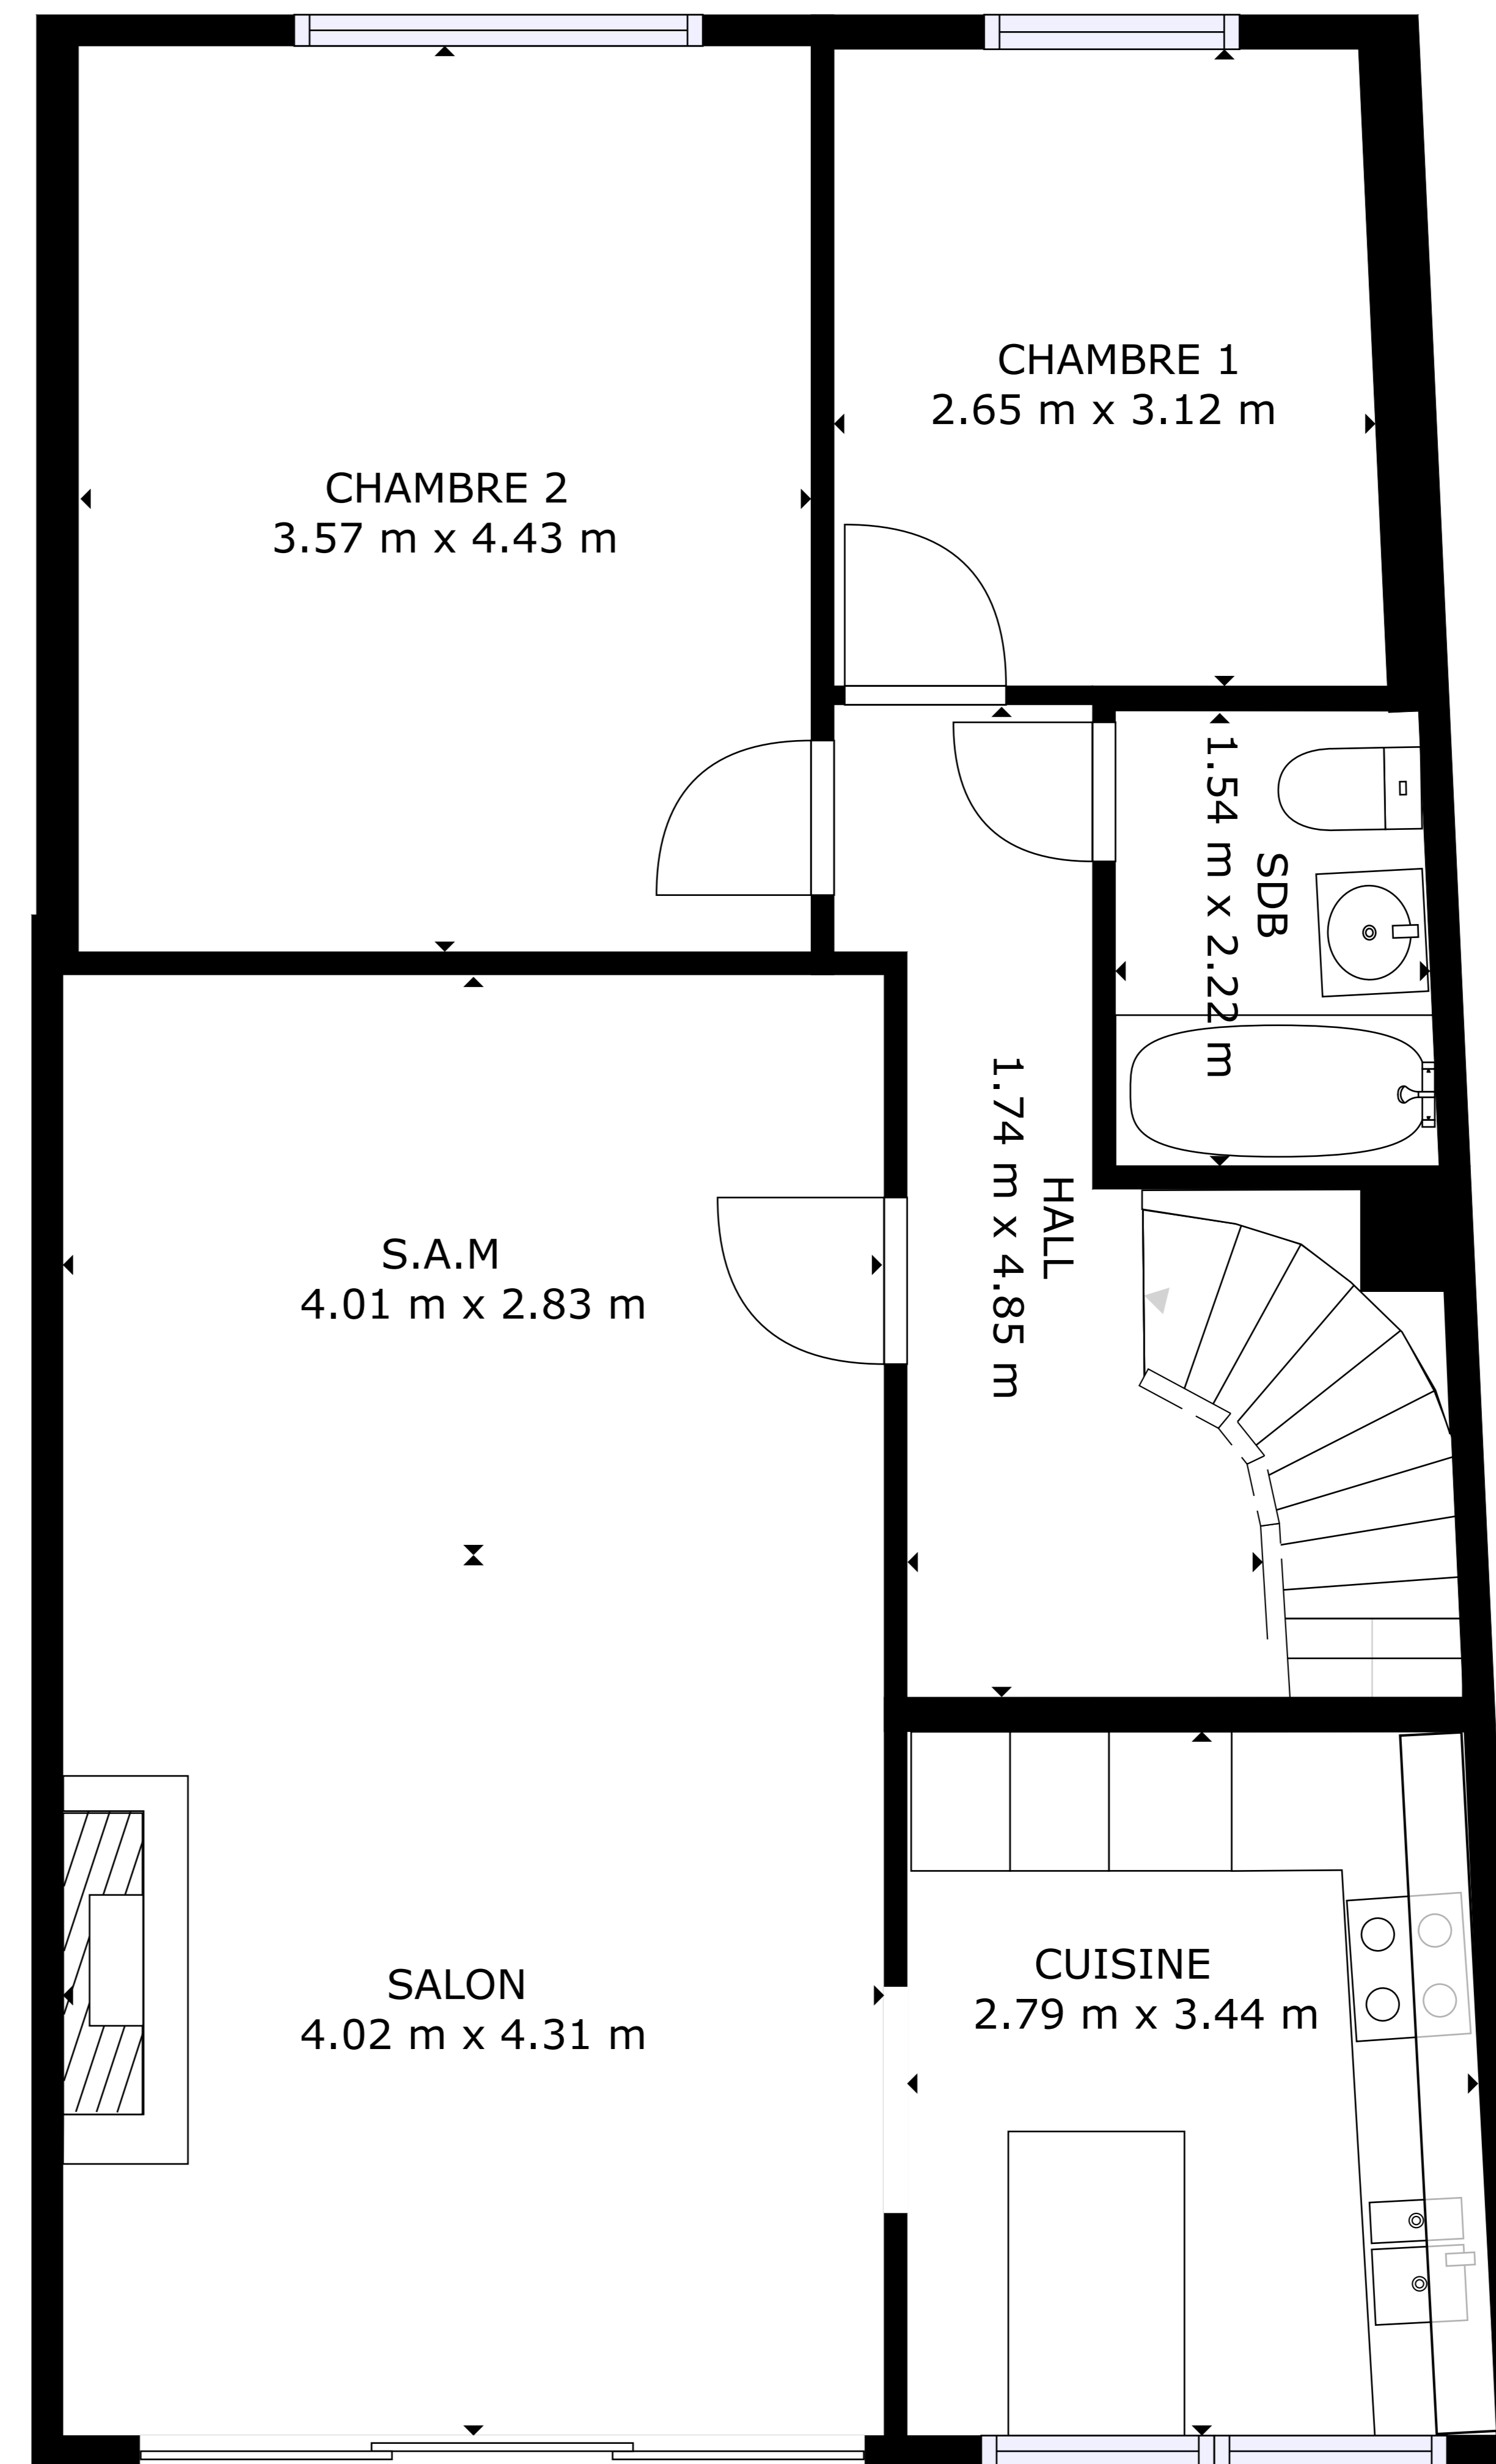 CHAMBRE 1
2.65 m x 3.12 m
CHAMBRE 2
3.57 m x 4.43 m
SDB
1.54 m x 2.22 m
HALL
1.74 m x 4.85 m
S.A.M
4.01 m x 2.83 m
SALON
4.02 m x 4.31 m
CUISINE
2.79 m x 3.44 m